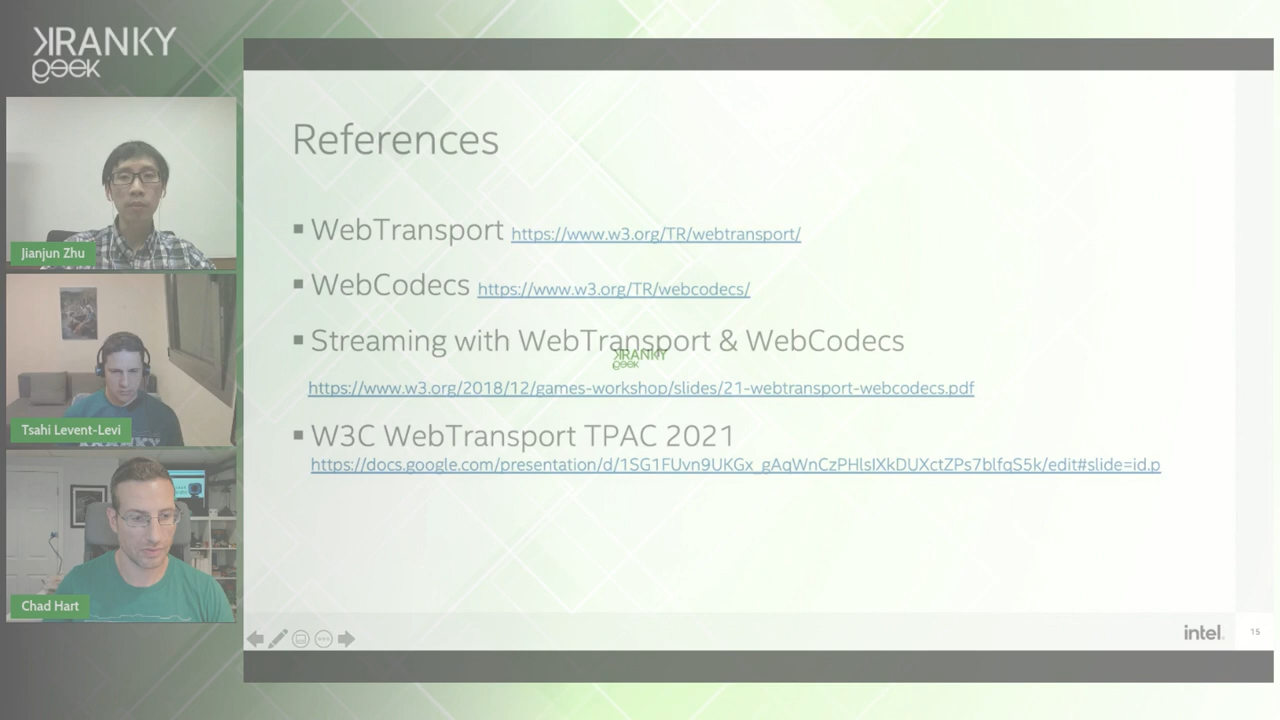 KRANKY
geek
Jianjun Zhu
Tsahi Levent-Levi
Chad Hart
References
▪ WebTransport https://www.w3.org/TR/webtransport/
▪ WebCodecs https://www.w3.org/TR/webcodecs/
▪ Streaming with WebTransport & WebCodecs
KRANKY
geek
https://www.w3.org/2018/12/games-workshop/slides/21-webtransport-webcodecs.pdf
▪ W3C WebTransport TPAC 2021
https://docs.google.com/presentation/d/1SG1FUvn9UKGx_gAqWnCzPHlsIXkDUXctZPs7blfqS5k/edit#slide=id.p
intel.
15